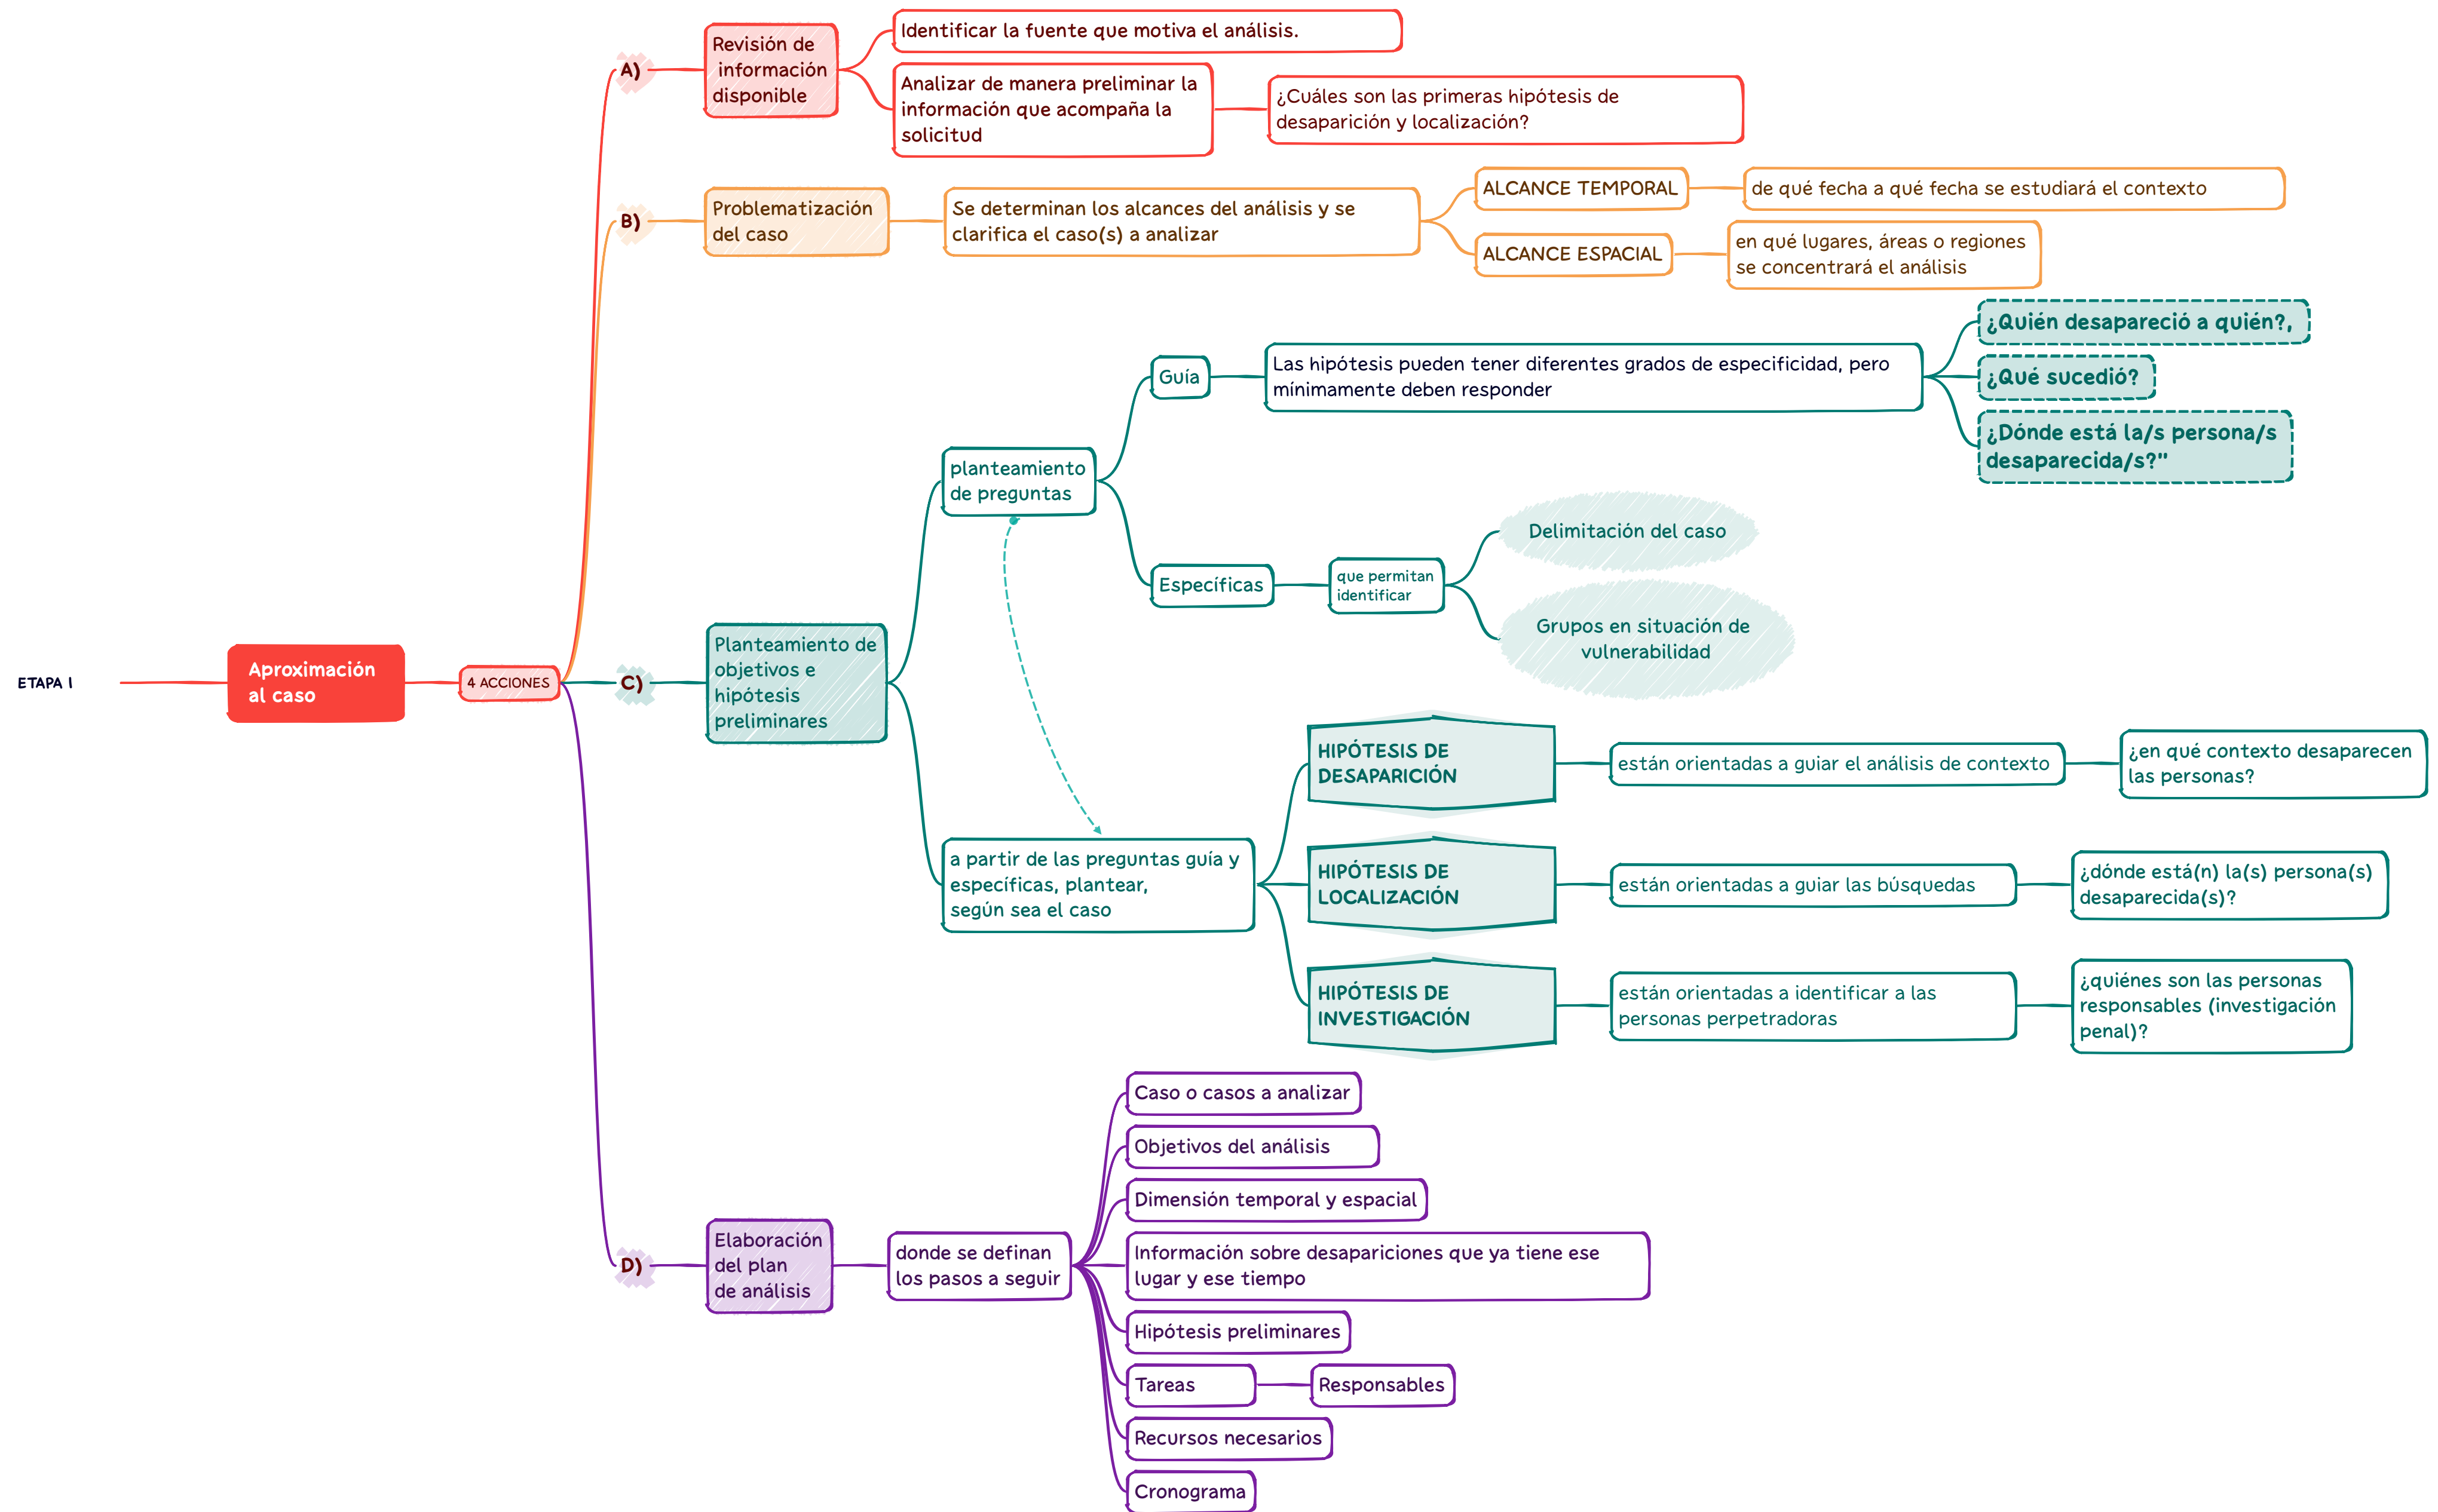 ETAPA I
Aproximación
al caso
4 ACCIONES
A)
Revisión de
información
disponible
Identificar la fuente que motiva el análisis.
Analizar de manera preliminar la
información que acompaña la
solicitud
¿Cuáles son las primeras hipótesis de
desaparición y localización?
B)
Problematización
del caso
Se determinan los alcances del análisis y se
clarifica el caso(s) a analizar
ALCANCE TEMPORAL
de qué fecha a qué fecha se estudiará el contexto
ALCANCE ESPACIAL
en qué lugares, áreas o regiones
se concentrará el análisis
C)
Planteamiento de
objetivos e
hipótesis
preliminares
planteamiento
de preguntas
Guía
Las hipótesis pueden tener diferentes grados de especificidad, pero
mínimamente deben responder
¿Quién desapareció a quién?,
¿Qué sucedió?
¿Dónde está la/s persona/s
desaparecida/s?"
Específicas
que permitan
identificar
Delimitación del caso
Grupos en situación de
vulnerabilidad
a partir de las preguntas guía y
específicas, plantear,
según sea el caso
HIPÓTESIS DE
DESAPARICIÓN
están orientadas a guiar el análisis de contexto
¿en qué contexto desaparecen
las personas?
HIPÓTESIS DE
LOCALIZACIÓN
están orientadas a guiar las búsquedas
¿dónde está(n) la(s) persona(s)
desaparecida(s)?
HIPÓTESIS DE
INVESTIGACIÓN
están orientadas a identificar a las
personas perpetradoras
¿quiénes son las personas
responsables (investigación
penal)?
D)
Elaboración
del plan
de análisis
donde se definan
los pasos a seguir
Caso o casos a analizar
Objetivos del análisis
Dimensión temporal y espacial
Información sobre desapariciones que ya tiene ese
lugar y ese tiempo
Hipótesis preliminares
Tareas
Responsables
Recursos necesarios
Cronograma